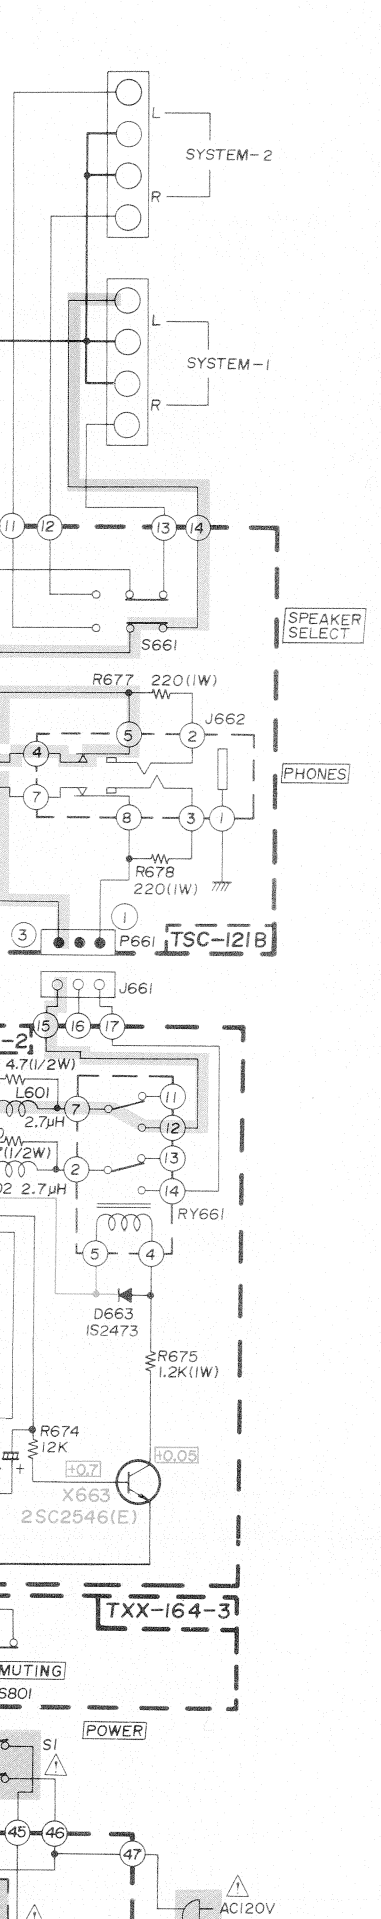 L
SYSTEM-2
R
L
SYSTEM-1
R
11 12 13 14
SPEAKER
SELECT
S661
R677 220(1W)
J662
5 2
4
PHONES
7
8 3 1
R678
220(1W)
1
3 P661 TSC-121B
J661
15 16 17
-2
4.7(1/2W)
L601
11
7
2.7μH
12
(1/2W)
13
2
02 2.7μH
14
RY661
5 4
D663
1S2473
R675
1.2K(1W)
R674
12K
+
+0.7 +0.05
X663
2SC2546(E)
TXX-164-3
MUTING
S801
POWER
S1
!
45 46
47
!
AC120V
!